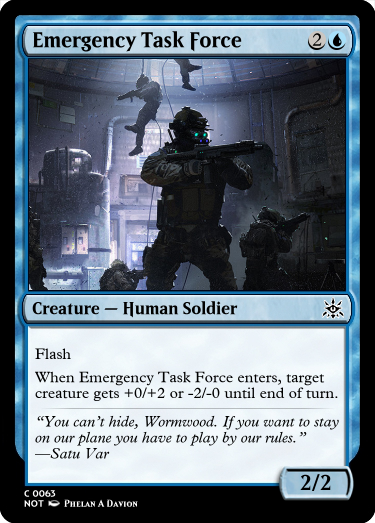 Emergency Task Force 2
Creature — Human Soldier
Flash
When Emergency Task Force enters, target
creature gets +0/+2 or -2/-0 until end of turn.
“You can’t hide, Wormwood. If you want to stay
on our plane you have to play by our rules.”
—Satu Var
2/2
C 0063
NOT Phelan A Davion